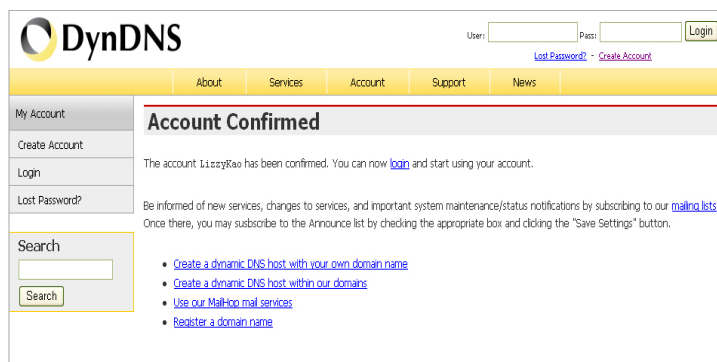 DynDNS
User: Pass: Login
Lost Password? - Create Account
About Services Account Support News
My Account
Create Account
Login
Lost Password?
Search
Search
Account Confirmed
The account LizzyKao has been confirmed. You can now login and start using your account.
Be informed of new services, changes to services, and important system maintenance/status notifications by subscribing to our mailing lists
Once there, you may susbscribe to the Announce list by checking the appropriate box and clicking the "Save Settings" button.
• Create a dynamic DNS host with your own domain name
• Create a dynamic DNS host within our domains
• Use our MailHop mail services
• Register a domain name